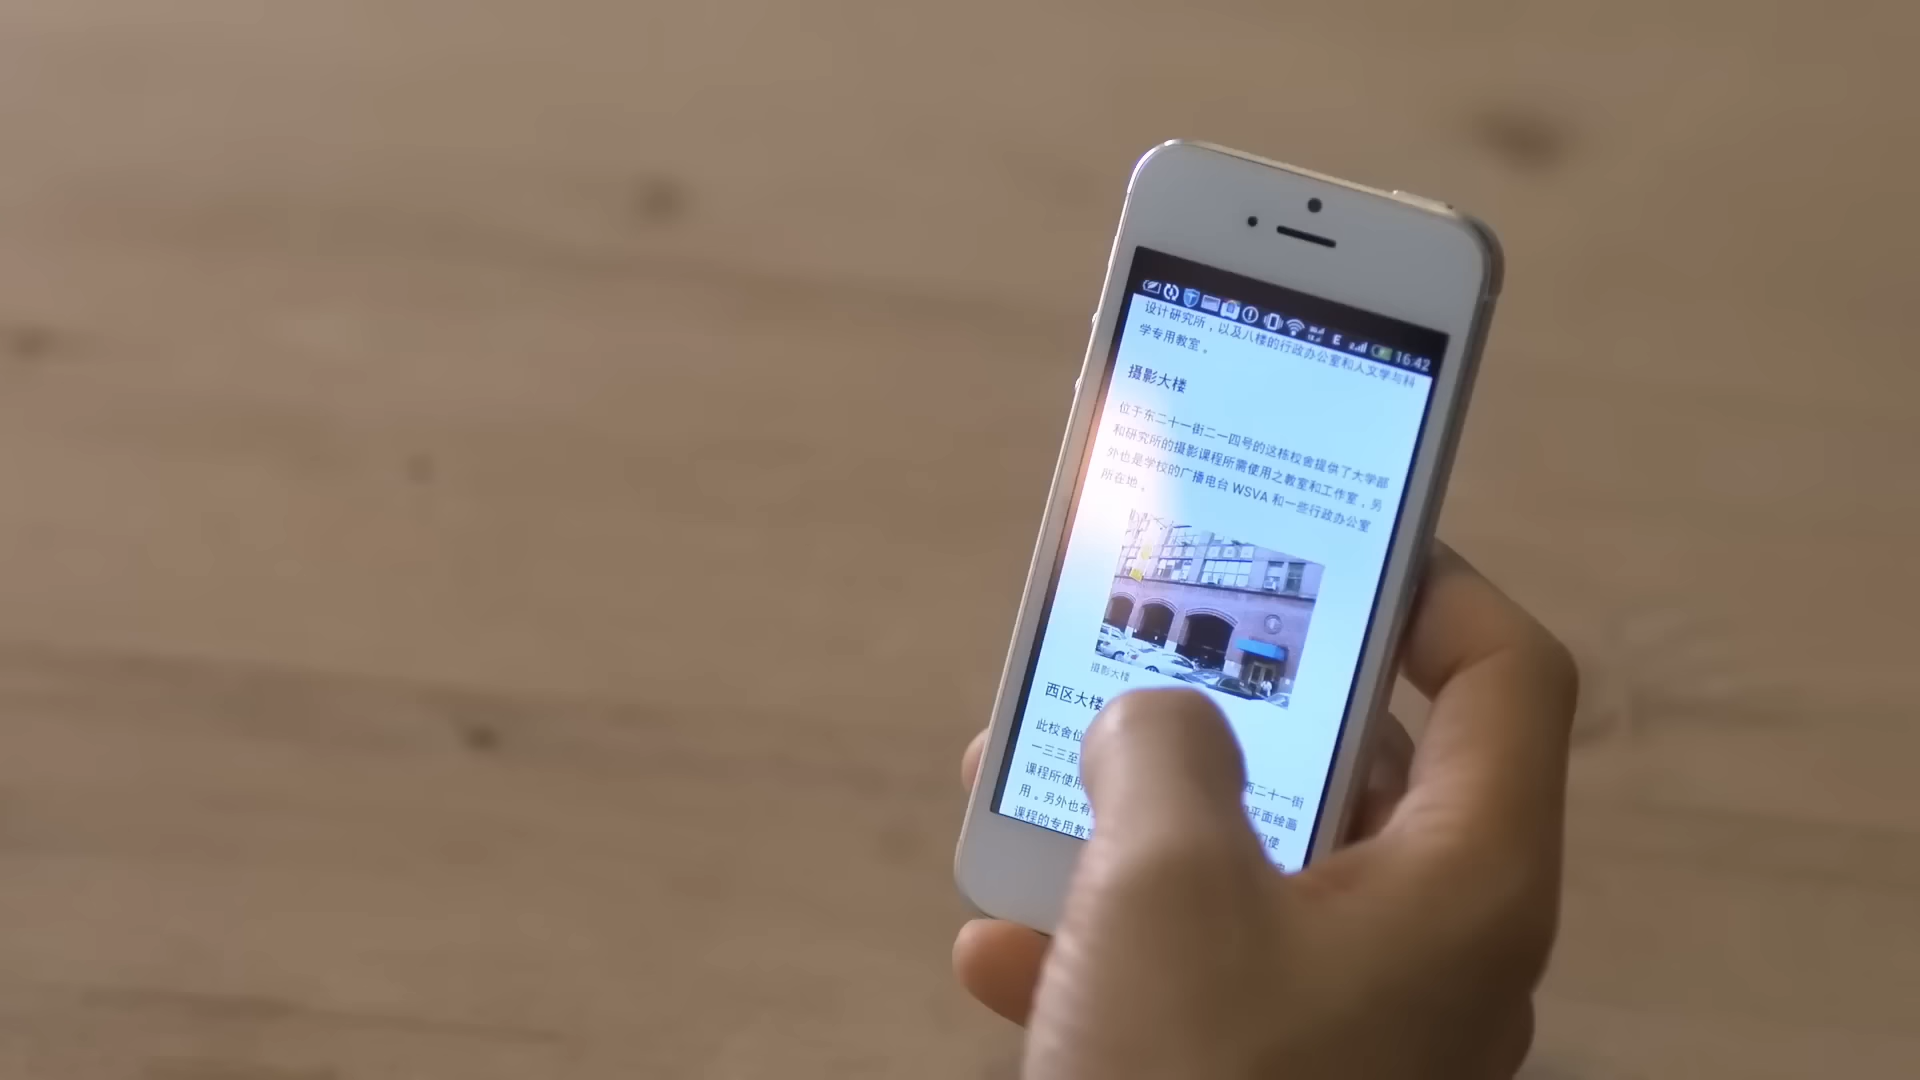 E 16:42
设计研究所，以及八楼的行政办公室和人文学与科
学专用教室。
摄影大楼
位于东二十一街二一四号的这栋校舍提供了大学部
和研究所的摄影课程所需使用之教室和工作室，另
外也是学校的广播电台 WSVA 和一些行政办公室
所在地。
摄影大楼
西区大楼
此校舍位
一三三至 西二十一街
课程所使用 平面绘画
用。另外也有 们使
课程的专用教